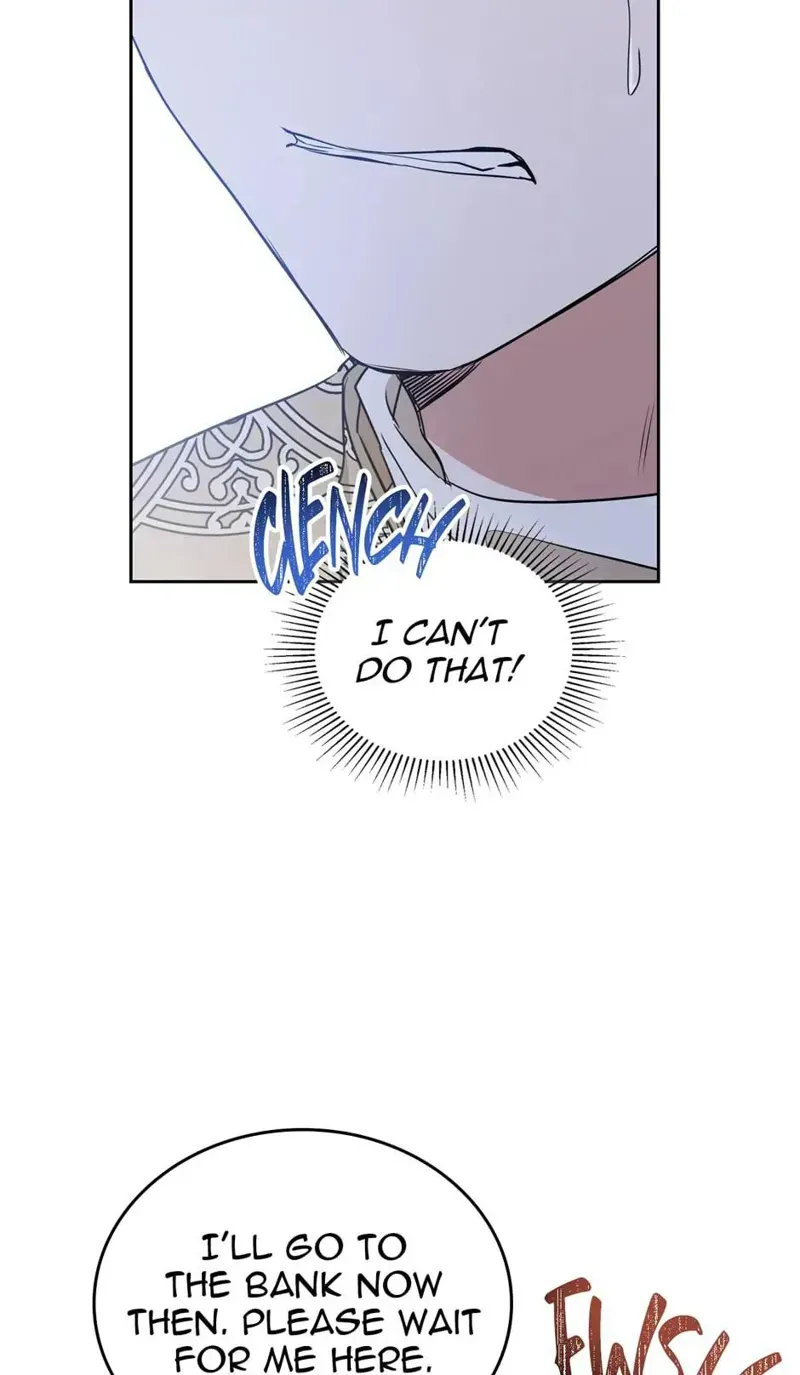 CLENCH
I CAN'T
DO THAT!
I'LL GO TO
THE BANK NOW
THEN. PLEASE WAIT
FOR ME HERE.